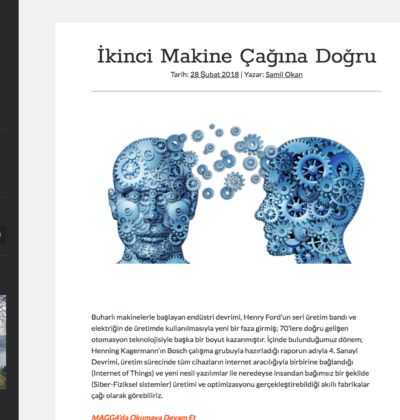 İkinci Makine Çağına Doğru
Tarih: 28 Şubat 2018 | Yazar: Samil Okan
Buharlı makinelerle başlayan endüstri devrimi, Henry Ford'un seri üretim bandı ve
elektriğin de üretimde kullanılmasıyla yeni bir faza girmiş; 70'lere doğru gelişen
otomasyon teknolojisiyle başka bir boyut kazanmıştır. İçinde bulunduğumuz dönem;
Henning Kagermann'ın Bosch çalışma grubuyla hazırladığı raporun adıyla 4. Sanayi
Devrimi, üretim sürecinde tüm cihazların internet aracılığıyla birbirine bağlandığı
(Internet of Things) ve yeni nesil yazılımlar ile neredeyse insandan bağımsız bir şekilde
(Siber-Fiziksel sistemler) üretimi ve optimizasyonu gerçekleştirebildiği akıllı fabrikalar
çağı olarak görebiliriz.
MAGG4'da Okumaya Devam Et